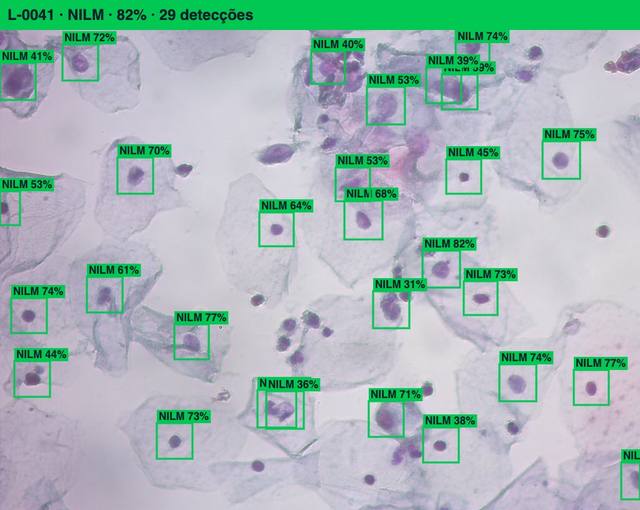 L-0041 · NILM · 82% · 29 detecções
NILM 72%
NILM 74%
NILM 40%
NILM 41%
NILM 39%
NILM 53%
NILM 75%
NILM 70%
NILM 45%
NILM 53%
NILM 53%
NILM 68%
NILM 64%
NILM 82%
NILM 61%
NILM 73%
NILM 31%
NILM 74%
NILM 77%
NILM 44%
NILM 74%
NILM 77%
NILM 36%
NILM 71%
NILM 73%
NILM 38%